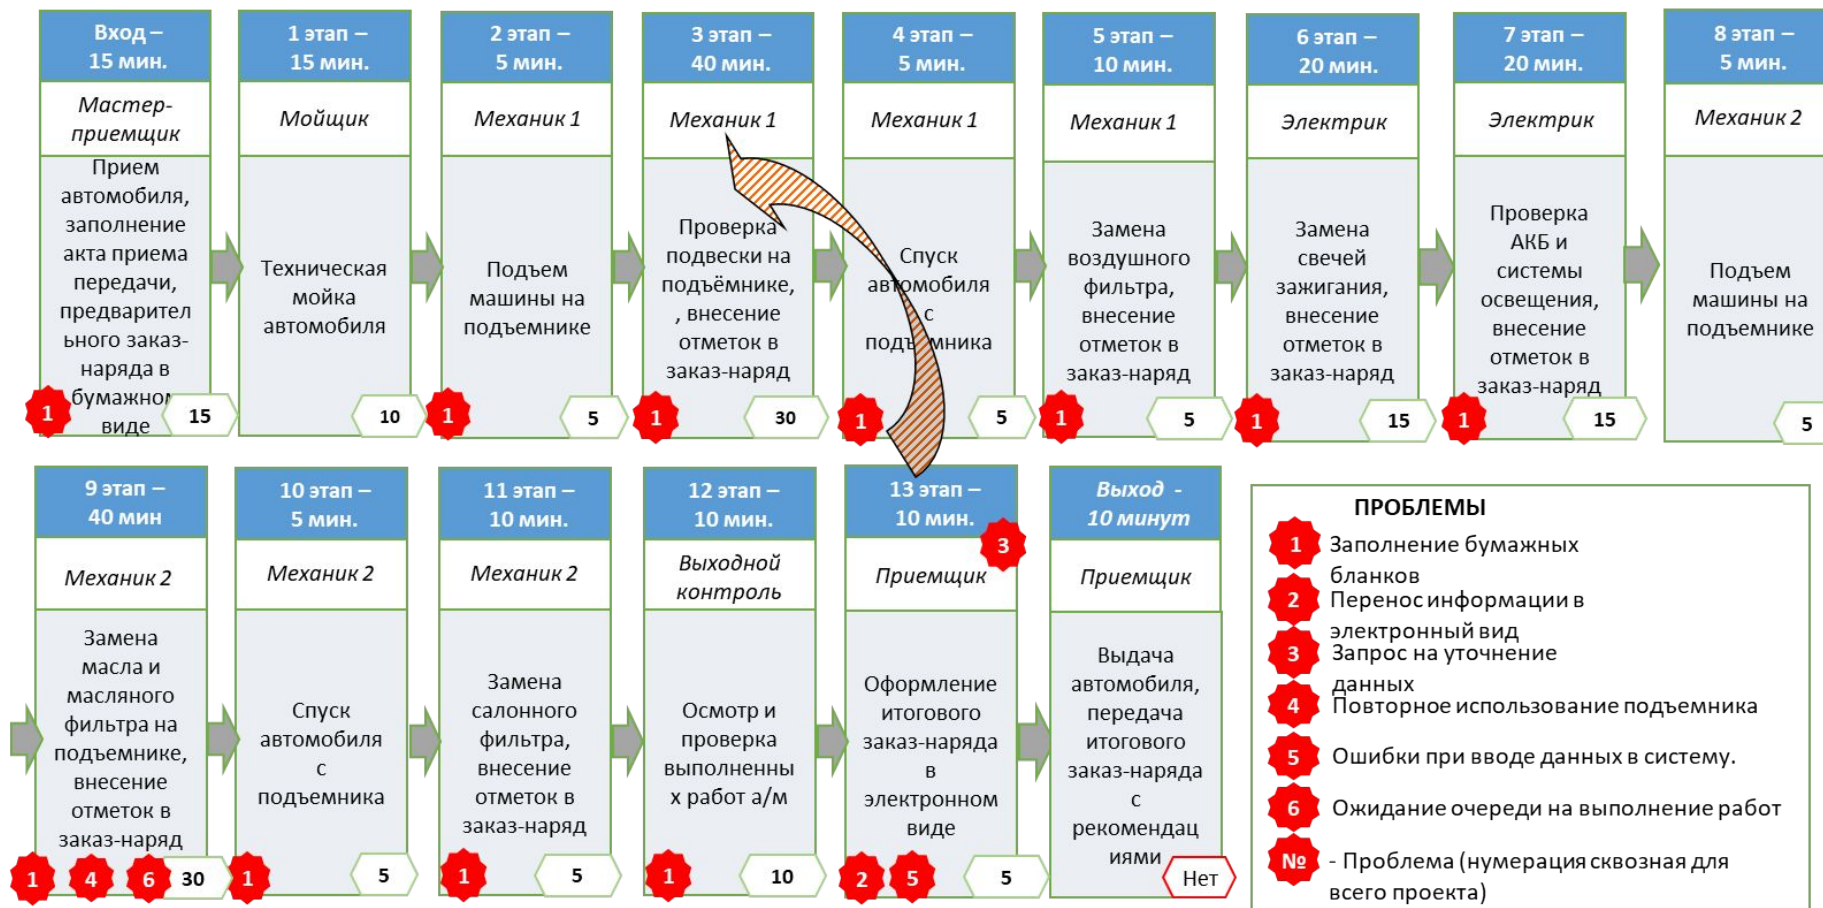 Вход –
15 мин.
Мастер-
приемщик
Прием
автомобиля,
заполнение
акта приема
передачи,
предварител
ьного заказ-
наряда в
бумажном
виде
1
15
1 этап –
15 мин.
Мойщик
Техническая
мойка
автомобиля
10
2 этап –
5 мин.
Механик 1
Подъем
машины на
подъемнике
1
5
3 этап –
40 мин.
Механик 1
Проверка
подвески на
подъёмнике,
, внесение
отметок в
заказ-наряд
1
30
4 этап –
5 мин.
Механик 1
Спуск
автомобиля
с
подъемника
1
5
5 этап –
10 мин.
Механик 1
Замена
воздушного
фильтра,
внесение
отметок в
заказ-наряд
1
5
6 этап –
20 мин.
Электрик
Замена
свечей
зажигания,
внесение
отметок в
заказ-наряд
1
15
7 этап –
20 мин.
Электрик
Проверка
АКБ и
системы
освещения,
внесение
отметок в
заказ-наряд
1
15
8 этап –
5 мин.
Механик 2
Подъем
машины на
подъемнике
5
9 этап –
40 мин
Механик 2
Замена
масла и
масляного
фильтра на
подъемнике,
внесение
отметок в
заказ-наряд
1
4
6
30
10 этап –
5 мин.
Механик 2
Спуск
автомобиля
с
подъемника
1
5
11 этап –
10 мин.
Механик 2
Замена
салонного
фильтра,
внесение
отметок в
заказ-наряд
1
5
12 этап –
10 мин.
Выходной
контроль
Осмотр и
проверка
выполненны
х работ а/м
1
10
13 этап –
10 мин.
3
Приемщик
Оформление
итогового
заказ-наряда
в
электронном
виде
2
5
5
Выход -
10 минут
Приемщик
Выдача
автомобиля,
передача
итогового
заказ-наряда
с
рекомендац
иями
Нет
ПРОБЛЕМЫ
1 Заполнение бумажных
бланков
2 Перенос информации в
электронный вид
3 Запрос на уточнение
данных
4 Повторное использование подъемника
5 Ошибки при вводе данных в систему.
6 Ожидание очереди на выполнение работ
№ - Проблема (нумерация сквозная для
всего проекта)